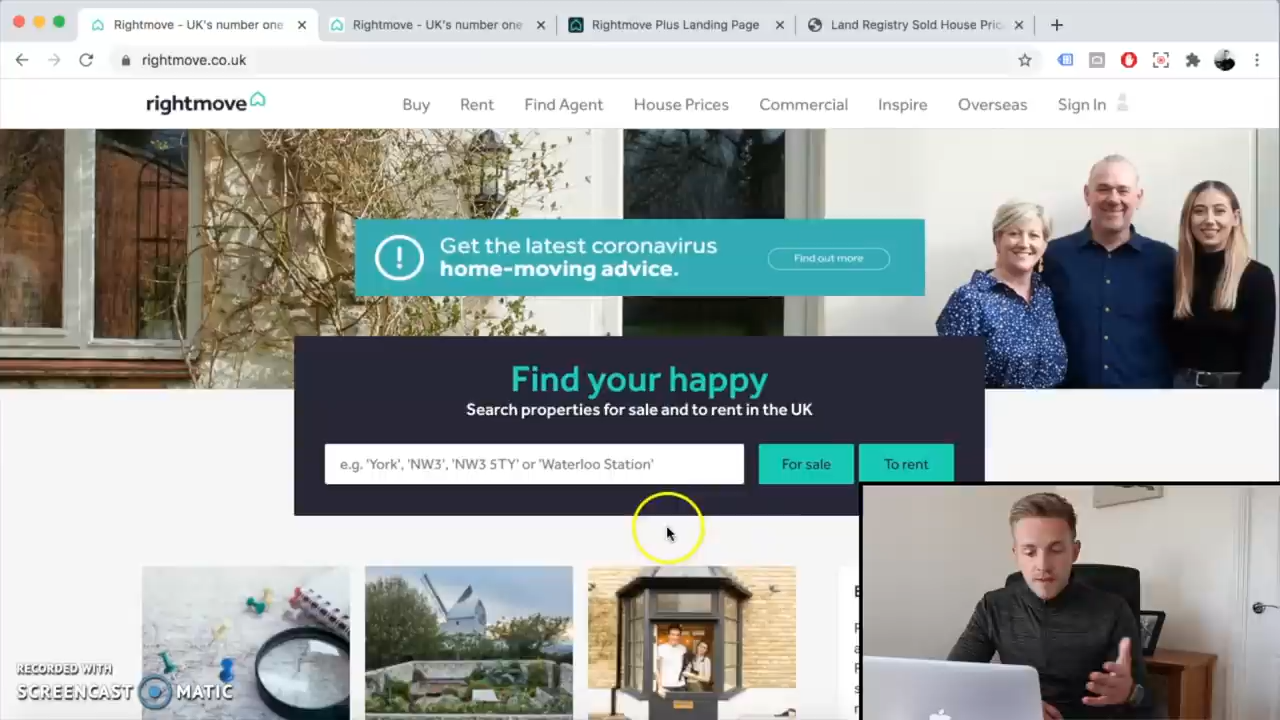 Rightmove - UK's number one
Rightmove - UK's number one
Rightmove Plus Landing Page
Land Registry Sold House Pric
rightmove.co.uk
rightmove
Buy
Rent
Find Agent
House Prices
Commercial
Inspire
Overseas
Sign In
Get the latest coronavirus
home-moving advice.
Find out more
Find your happy
Search properties for sale and to rent in the UK
e.g. 'York', 'NW3', 'NW3 5TY' or 'Waterloo Station'
For sale
To rent
RECORDED WITH
SCREENCAST MATIC